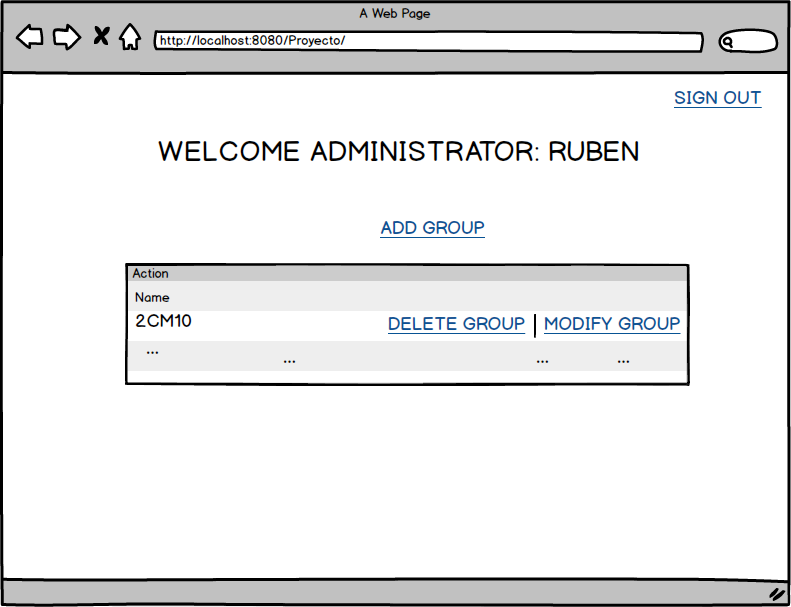 A Web Page
http://localhost:8080/Proyecto/
SIGN OUT
WELCOME ADMINISTRATOR: RUBEN
ADD GROUP
Action
Name
2CM10 DELETE GROUP | MODIFY GROUP
... ... ... ...